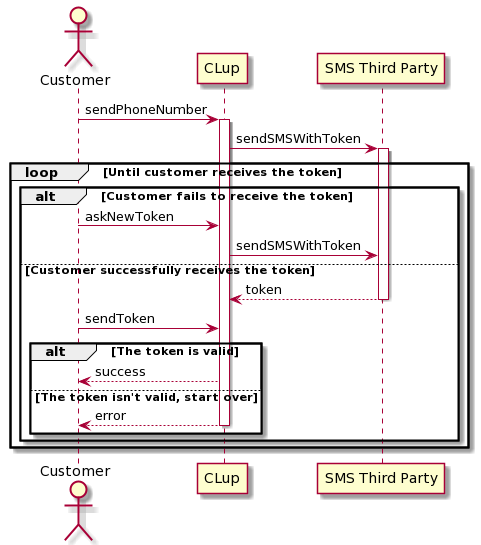 Customer
CLup
SMS Third Party
sendPhoneNumber
sendSMSWithToken
loop
[Until customer receives the token]
alt
[Customer fails to receive the token]
askNewToken
sendSMSWithToken
[Customer successfully receives the token]
token
sendToken
alt
[The token is valid]
success
[The token isn't valid, start over]
error
Customer
CLup
SMS Third Party